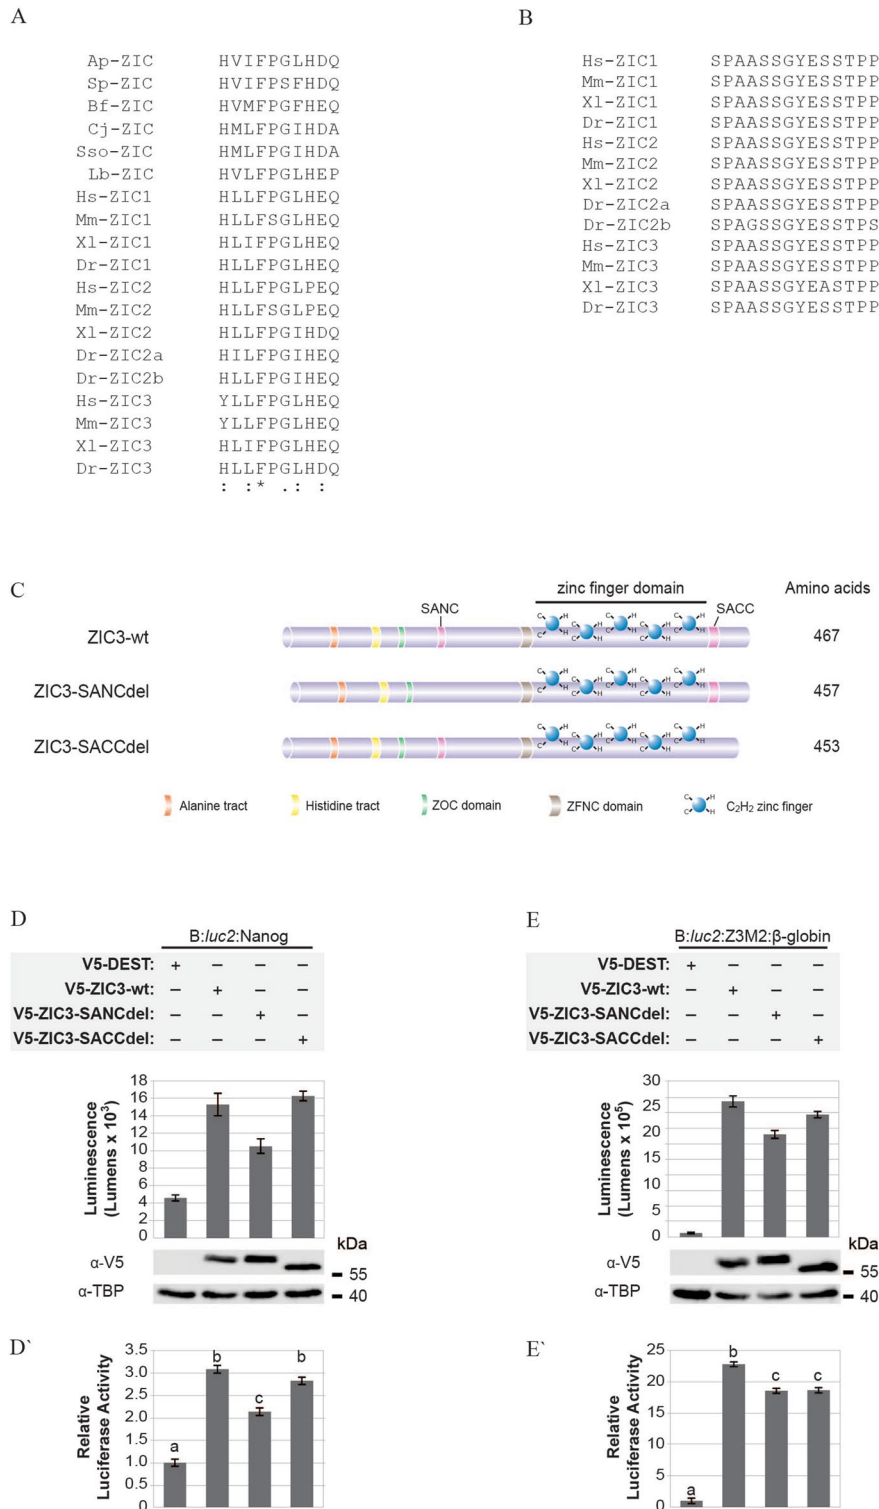 A
Ap-ZIC HVIFPGLHDQ
Sp-ZIC HVIFPSFHDQ
Bf-ZIC HVMFPGFHEQ
Cj-ZIC HMLFPGIHDA
Sso-ZIC HMLFPGIHDA
Lb-ZIC HVLFPGLHEP
Hs-ZIC1 HLLFPGLHEQ
Mm-ZIC1 HLLFSGLHEQ
Xl-ZIC1 HLIFPGLHEQ
Dr-ZIC1 HLLFPGLHEQ
Hs-ZIC2 HLLFPGLPEQ
Mm-ZIC2 HLLFSGLPEQ
Xl-ZIC2 HLLFPGIHDQ
Dr-ZIC2a HILFPGIHEQ
Dr-ZIC2b HLLFPGIHEQ
Hs-ZIC3 YLLFPGLHEQ
Mm-ZIC3 YLLFPGLHEQ
Xl-ZIC3 HLIFPGLHEQ
Dr-ZIC3 HLLFPGLHDQ
: :* .: :
B
Hs-ZIC1 SPAASSGYESSTPP
Mm-ZIC1 SPAASSGYESSTPP
Xl-ZIC1 SPAASSGYESSTPP
Dr-ZIC1 SPAASSGYESSTPP
Hs-ZIC2 SPAASSGYESSTPP
Mm-ZIC2 SPAASSGYESSTPP
Xl-ZIC2 SPAASSGYESSTPP
Dr-ZIC2a SPAASSGYESSTPP
Dr-ZIC2b SPAGSSGYESSTPS
Hs-ZIC3 SPAASSGYESSTPP
Mm-ZIC3 SPAASSGYESSTPP
Xl-ZIC3 SPAASSGYEASTPP
Dr-ZIC3 SPAASSGYESSTPP
C
zinc finger domain Amino acids
SANC SACC
ZIC3-wt C H C H C H C H C H 467
C H C H C H C H C H
ZIC3-SANCdel C H C H C H C H C H 457
C H C H C H C H C H
ZIC3-SACCdel C H C H C H C H C H 453
C H C H C H C H C H
Alanine tract Histidine tract ZOC domain ZFNC domain C H C H C₂H₂ zinc finger
D
B:luc2:Nanog
V5-DEST: + – – –
V5-ZIC3-wt: – + – –
V5-ZIC3-SANCdel: – – + –
V5-ZIC3-SACCdel: – – – +
Luminescence
(Lumens x 10³)
18
16
14
12
10
8
6
4
2
0
kDa
α-V5 55
α-TBP 40
E
B:luc2:Z3M2:β-globin
V5-DEST: + – – –
V5-ZIC3-wt: – + – –
V5-ZIC3-SANCdel: – – + –
V5-ZIC3-SACCdel: – – – +
Luminescence
(Lumens x 10⁵)
30
25
20
15
10
5
0
kDa
α-V5 55
α-TBP 40
D`
Relative
Luciferase Activity
3.5
3.0
2.5
2.0
1.5
1.0
0.5
0
a b c b
E`
Relative
Luciferase Activity
25
20
15
10
5
0
a b c c